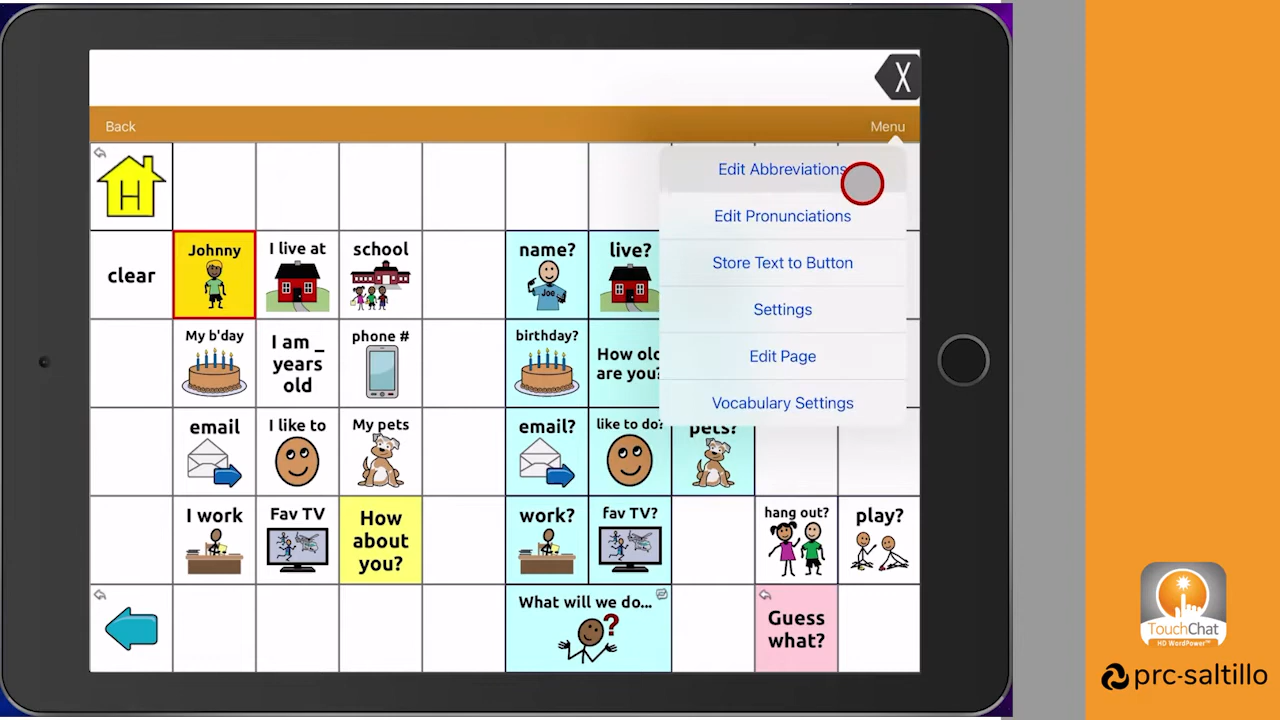 X
Back
Menu
H
Edit Abbreviations
Edit Pronunciations
Store Text to Button
Settings
Edit Page
Vocabulary Settings
clear
Johnny
I live at
school
name?
Joe
live?
My b'day
I am _
years
old
phone #
birthday?
How old
are you?
email
I like to
My pets
email?
like to do?
pets?
I work
Fav TV
How
about
you?
work?
fav TV?
hang out?
play?
What will we do...
?
Guess
what?
TouchChat
HD WordPower™
prc-saltillo